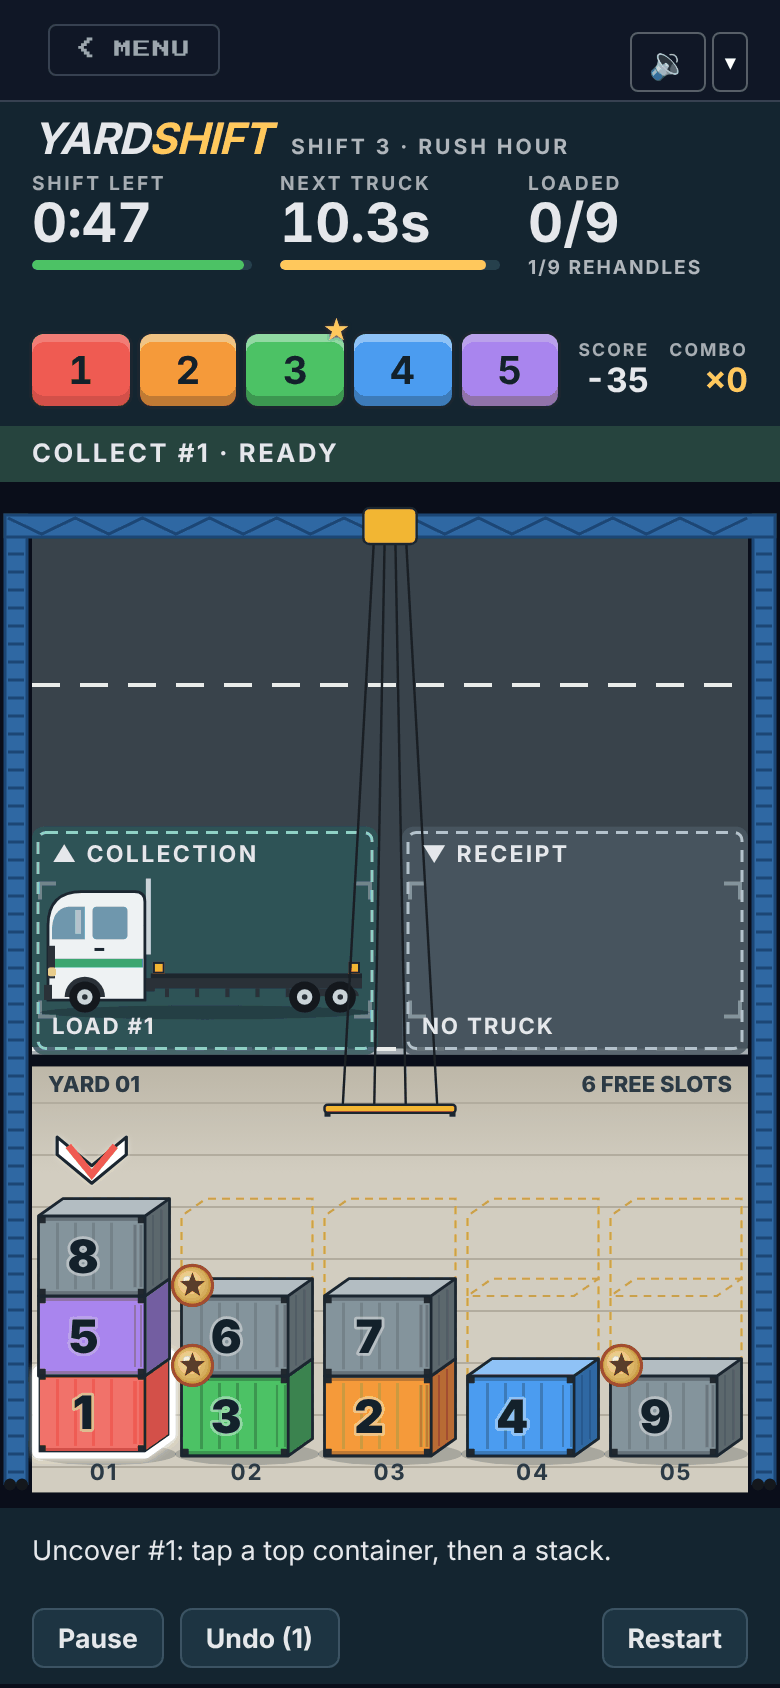 MENU
YARDSHIFT SHIFT 3 · RUSH HOUR
SHIFT LEFT NEXT TRUCK LOADED
0:47 10.3s 0/9
1/9 REHANDLES
1 2 3 4 5
SCORE COMBO
-35 ×0
COLLECT #1 · READY
COLLECTION RECEIPT
LOAD #1 NO TRUCK
YARD 01 6 FREE SLOTS
8
5 6 7
1 3 2 4 9
01 02 03 04 05
Uncover #1: tap a top container, then a stack.
Pause Undo (1) Restart